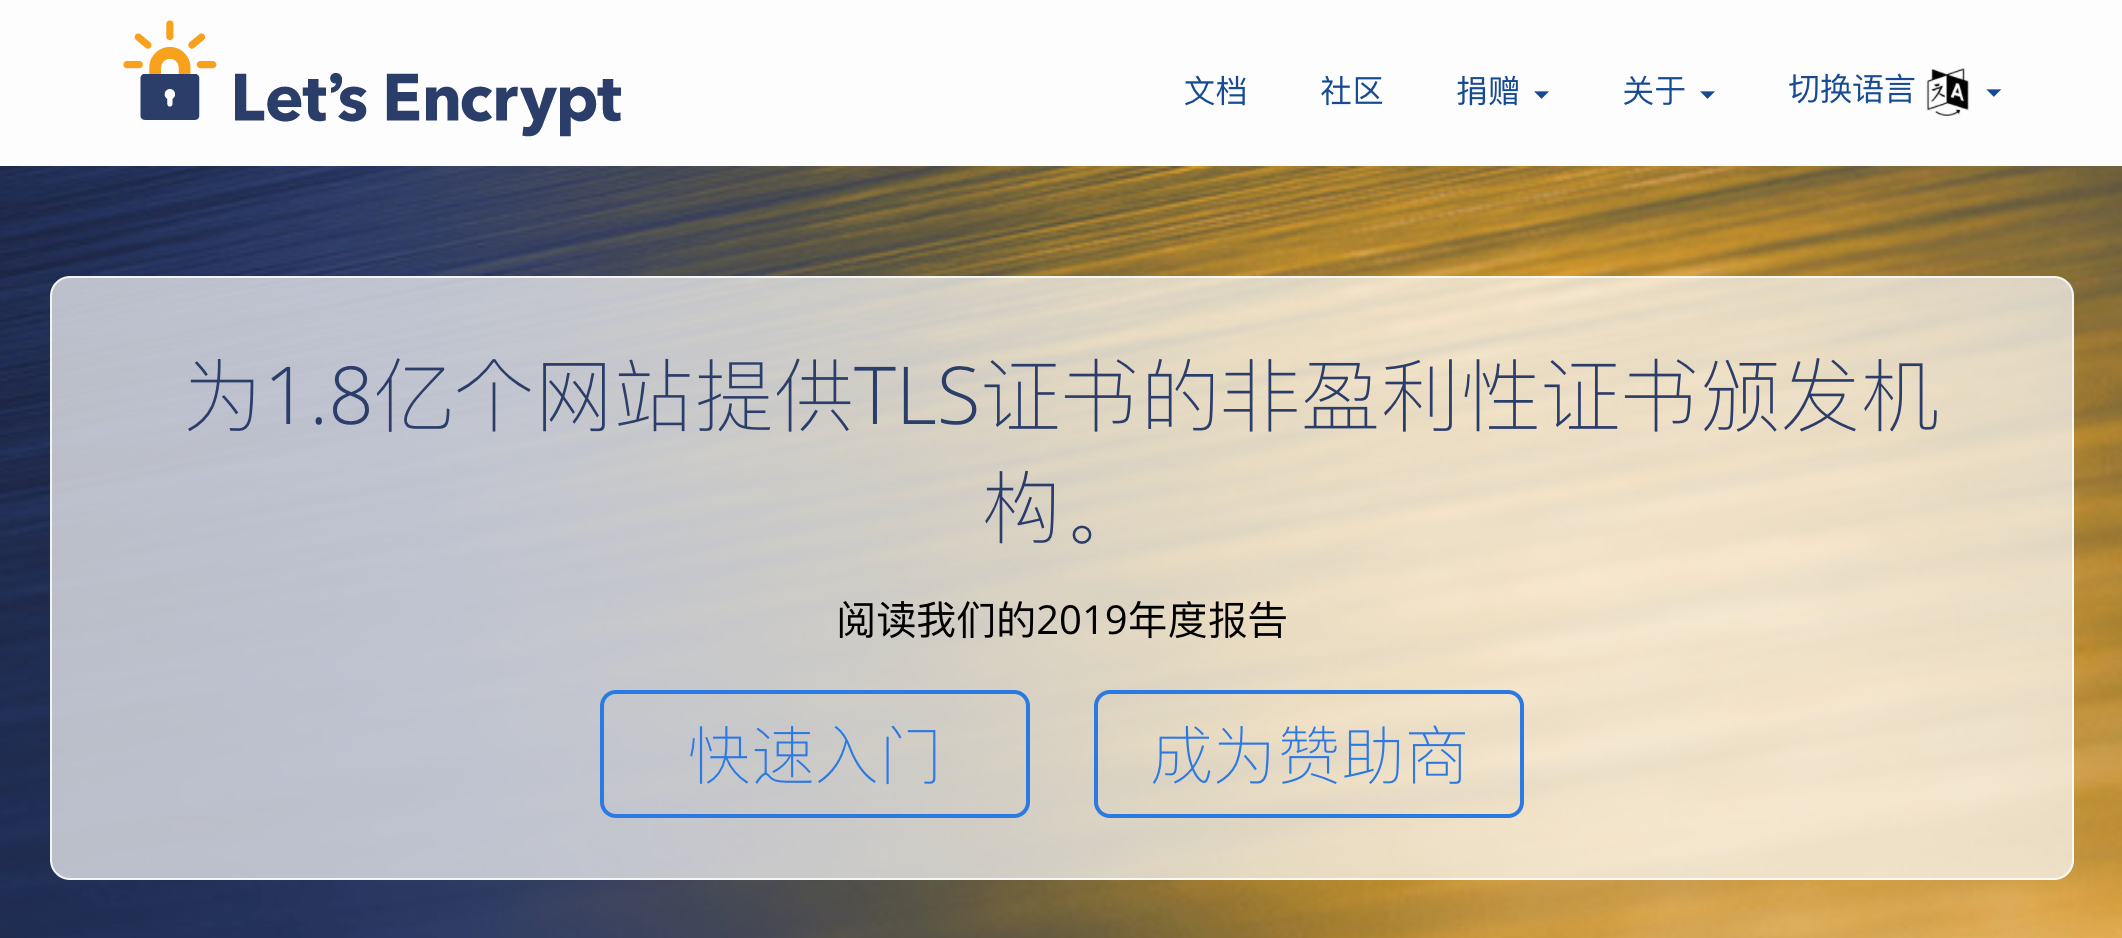 Let's Encrypt
文档
社区
捐赠
关于
切换语言
为1.8亿个网站提供TLS证书的非盈利性证书颁发机
构。
阅读我们的2019年度报告
快速入门
成为赞助商